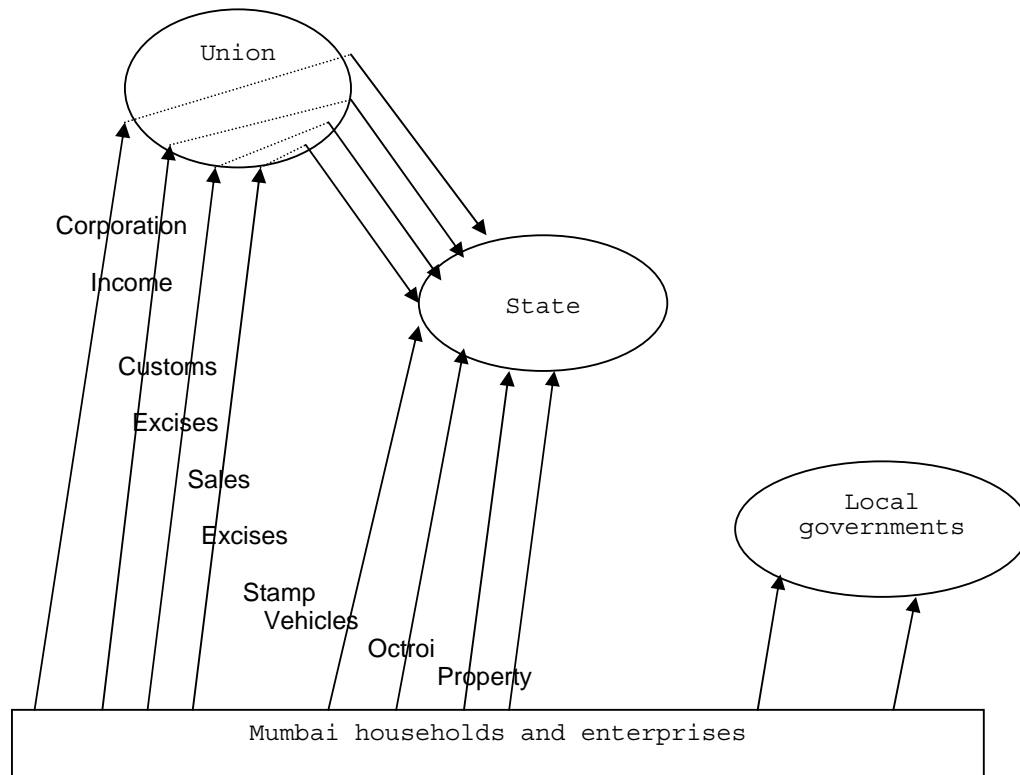 Union
Corporation
Income
State
Customs
Excises
Sales
Local
governments
Excises
Stamp
Vehicles
Octroi
Property
Mumbai households and enterprises